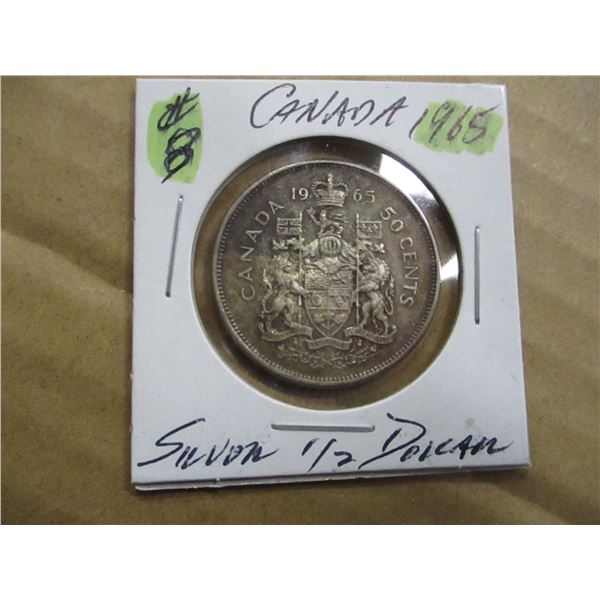 #8
CANADA 1965
19 65
CANADA
50 CENTS
SILVER 1/2 DOLLAR